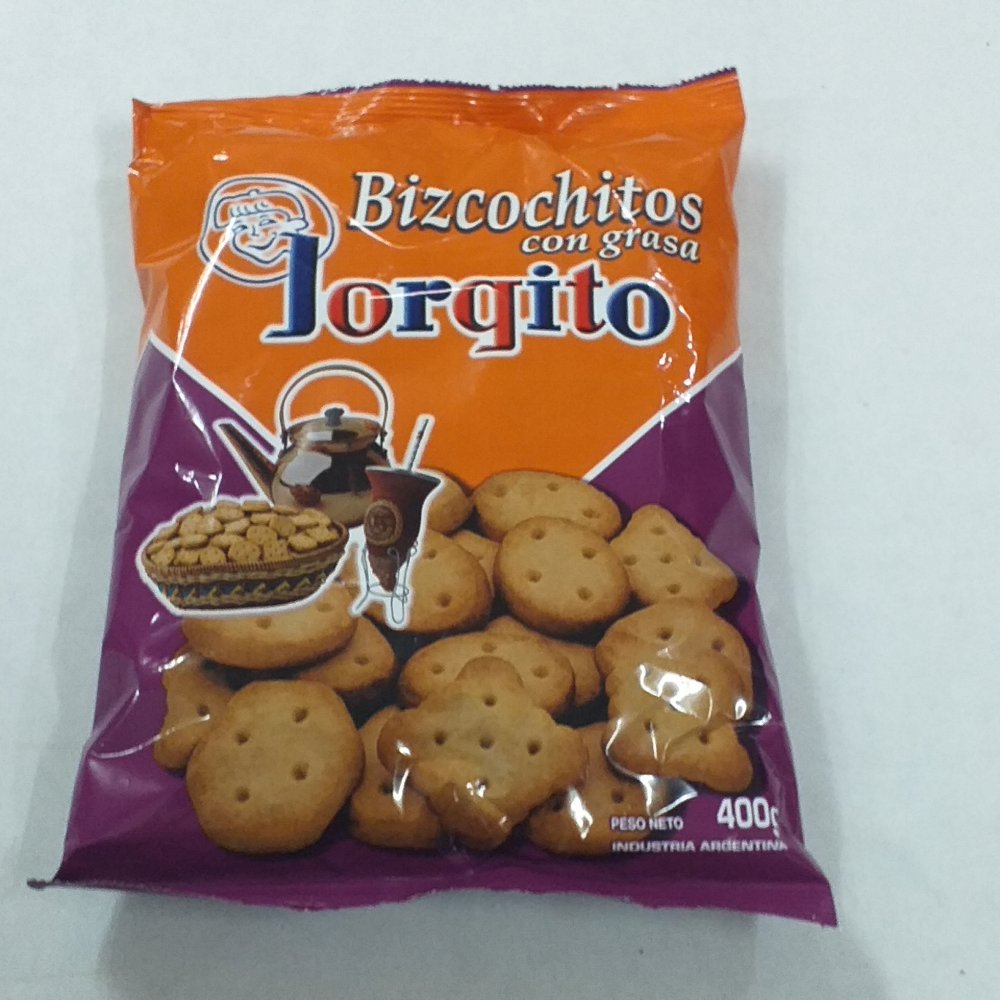 Bizcochitos
con grasa
Jorgito
PESO NETO 400g
INDUSTRIA ARGENTINA